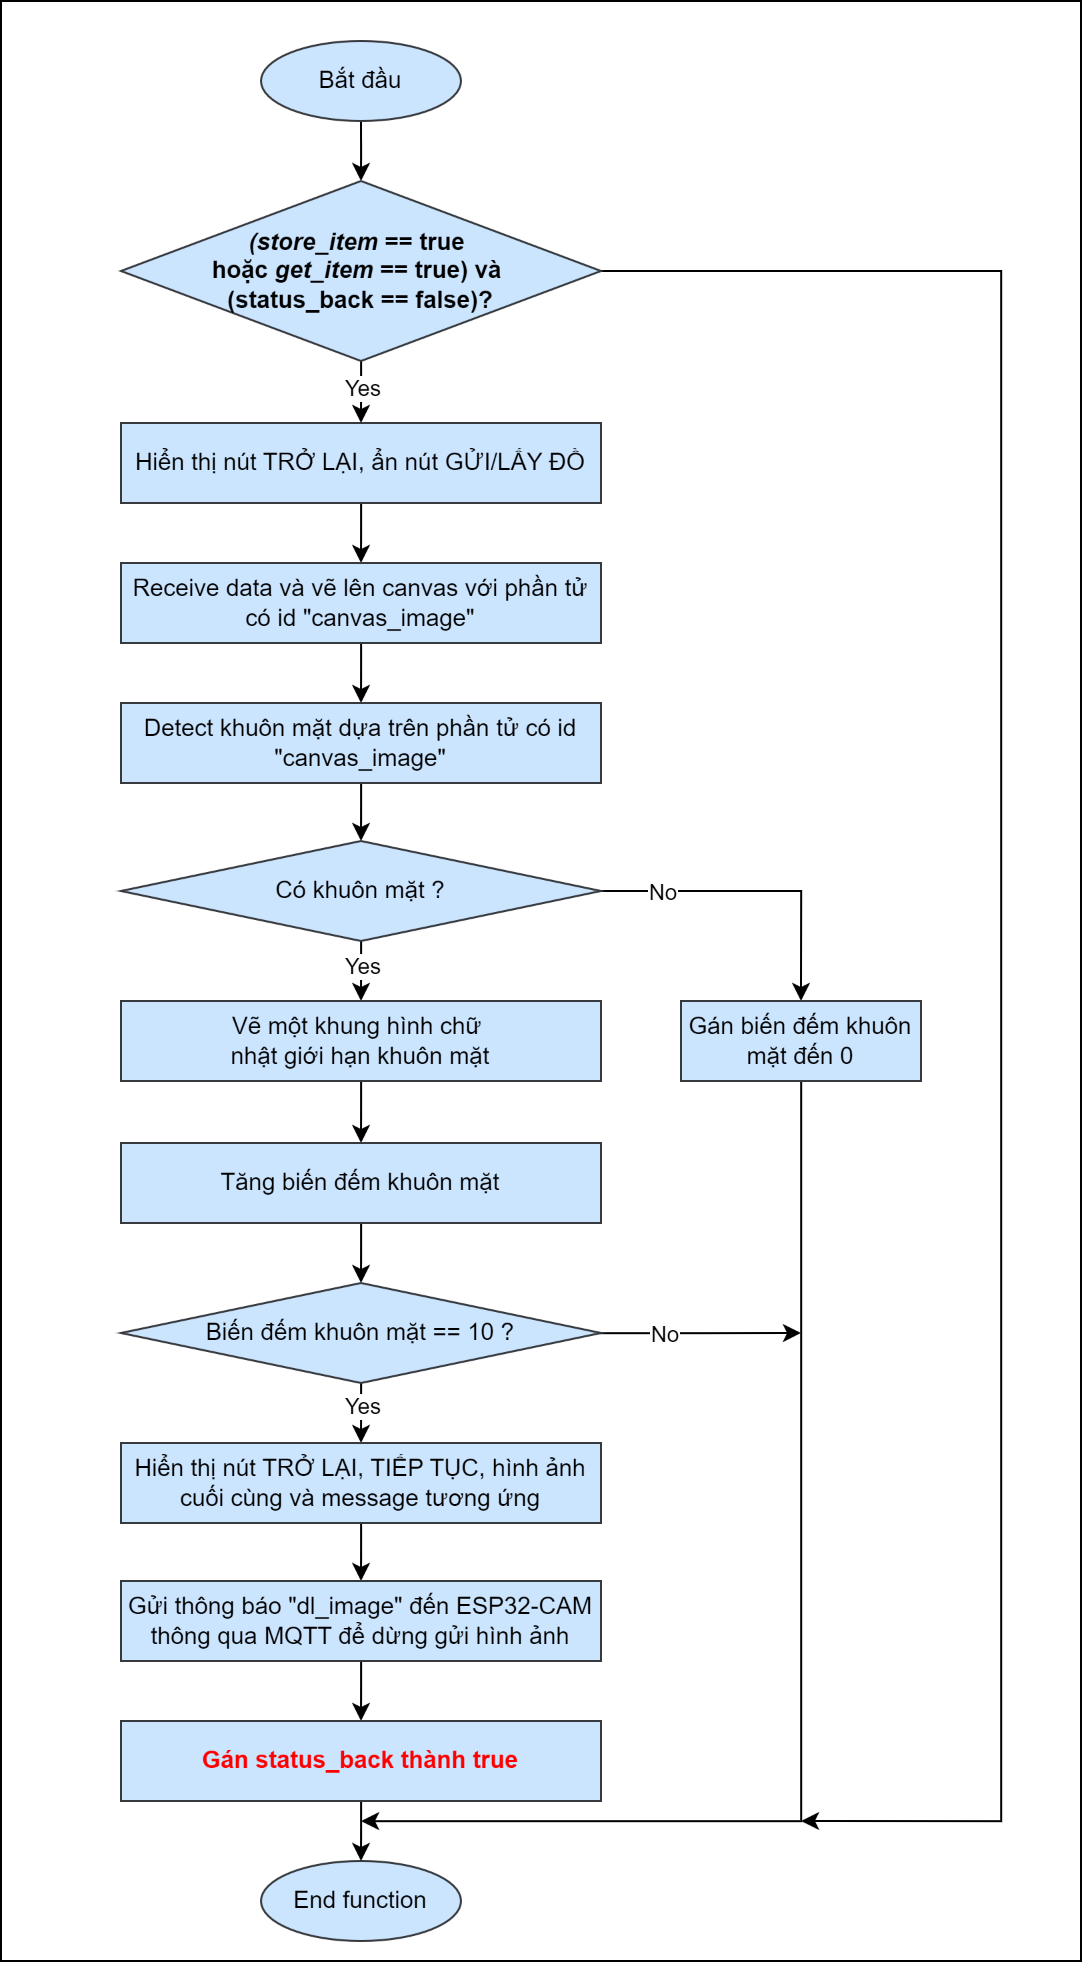 Bắt đầu
(store_item == true
hoặc get_item == true) và
(status_back == false)?
Yes
Hiển thị nút TRỞ LẠI, ẩn nút GỬI/LẤY ĐỒ
Receive data và vẽ lên canvas với phần tử
có id "canvas_image"
Detect khuôn mặt dựa trên phần tử có id
"canvas_image"
Có khuôn mặt ?
No
Yes
Vẽ một khung hình chữ
nhật giới hạn khuôn mặt
Gán biến đếm khuôn
mặt đến 0
Tăng biến đếm khuôn mặt
Biến đếm khuôn mặt == 10 ?
No
Yes
Hiển thị nút TRỞ LẠI, TIẾP TỤC, hình ảnh
cuối cùng và message tương ứng
Gửi thông báo "dl_image" đến ESP32-CAM
thông qua MQTT để dừng gửi hình ảnh
Gán status_back thành true
End function